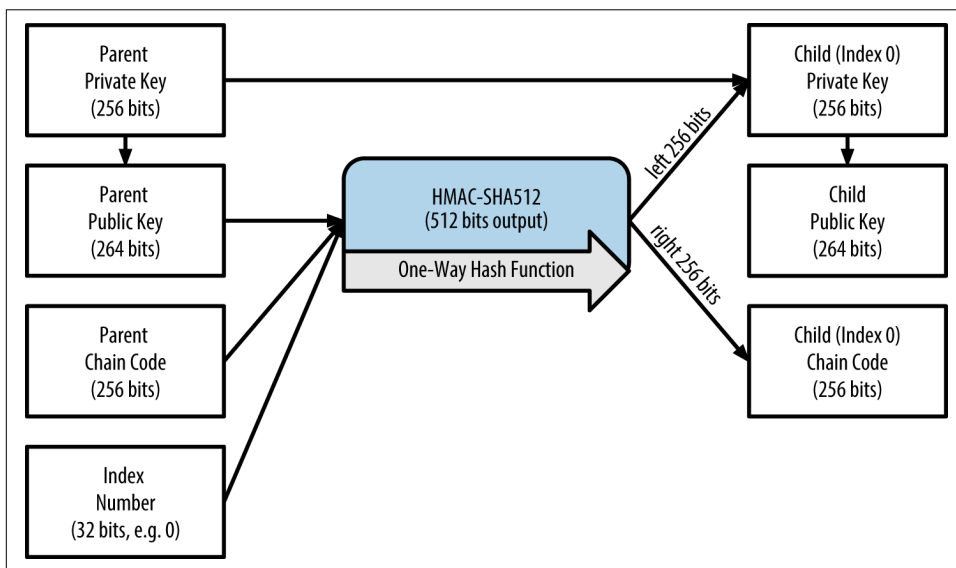 Parent
Private Key
(256 bits)
Parent
Public Key
(264 bits)
Parent
Chain Code
(256 bits)
Index
Number
(32 bits, e.g. 0)
HMAC-SHA512
(512 bits output)
One-Way Hash Function
left 256 bits
right 256 bits
Child (Index 0)
Private Key
(256 bits)
Child
Public Key
(264 bits)
Child (Index 0)
Chain Code
(256 bits)